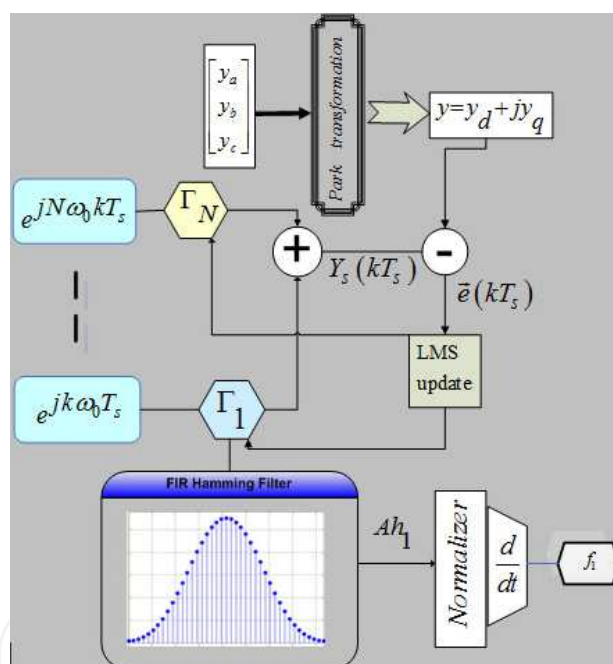 y_a
y_b
y_c
Park transformation
y=y_d+jy_q
e^{jNω_0kT_s}
Γ_N
+
Y_s(kT_s)
-
e⃗(kT_s)
LMS
update
e^{jkω_0T_s}
Γ_1
FIR Hamming Filter
Ah_1
Normalizer
d
dt
f_1